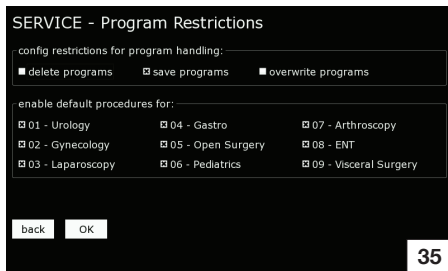 SERVICE - Program Restrictions
config restrictions for program handling:
delete programs save programs overwrite programs
enable default procedures for:
01 - Urology 04 - Gastro 07 - Arthroscopy
02 - Gynecology 05 - Open Surgery 08 - ENT
03 - Laparoscopy 06 - Pediatrics 09 - Visceral Surgery
back OK
35